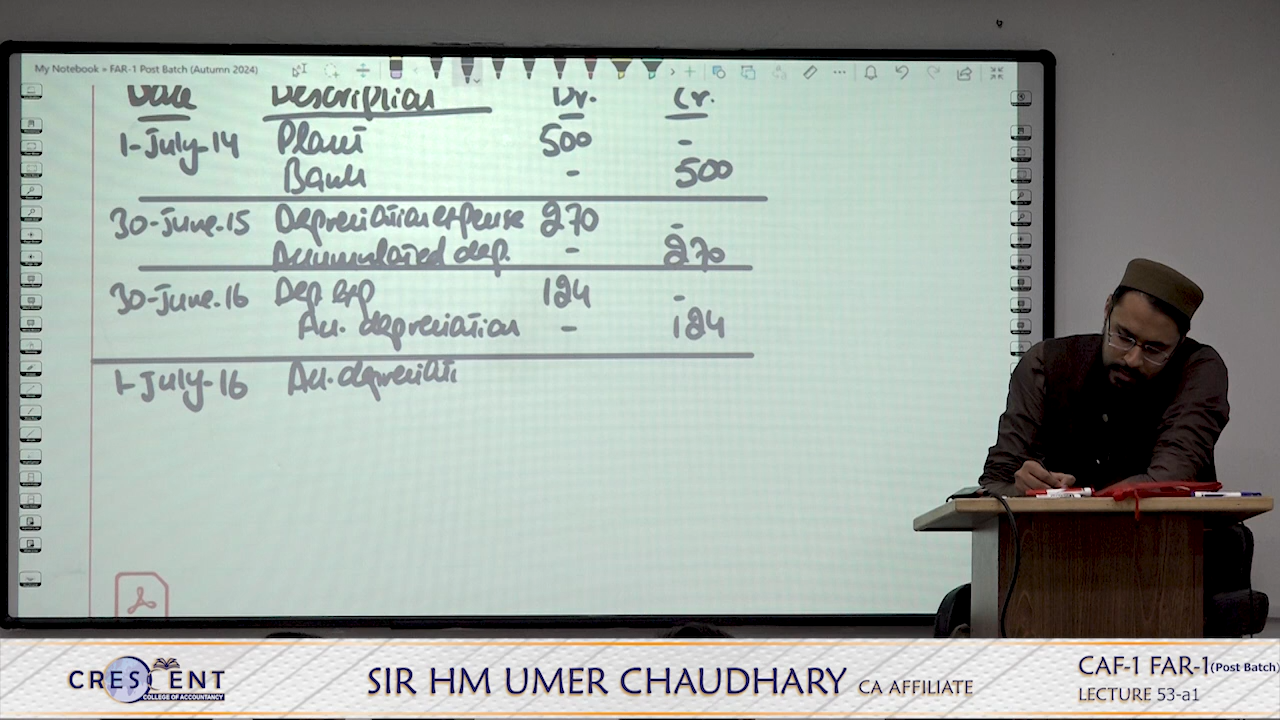 My Notebook » FAR-1 Post Batch (Autumn 2024)
Date Description Dr. Cr.
1-July-14 Plant 500 -
Bank - 500
30-June-15 Depreciation expense 270 -
Accumulated dep. - 270
30-June-16 Dep exp 124 -
Acc. depreciation - 124
1-July-16 Acc. depreciati
CRESCENT
COLLEGE OF ACCOUNTANCY
SIR HM UMER CHAUDHARY CA AFFILIATE
CAF-1 FAR-1 (Post Batch)
LECTURE 53-a1